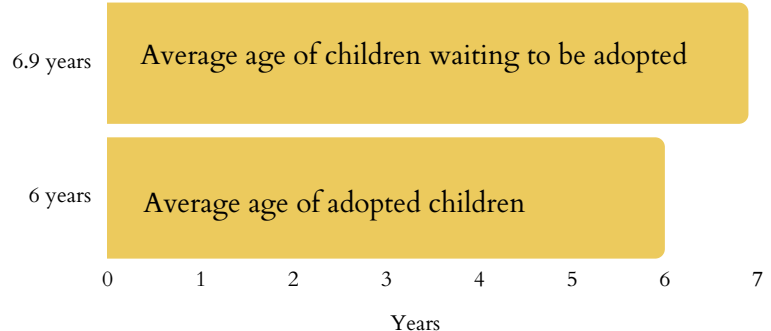 6.9 years
Average age of children waiting to be adopted
6 years
Average age of adopted children
0 1 2 3 4 5 6 7
Years